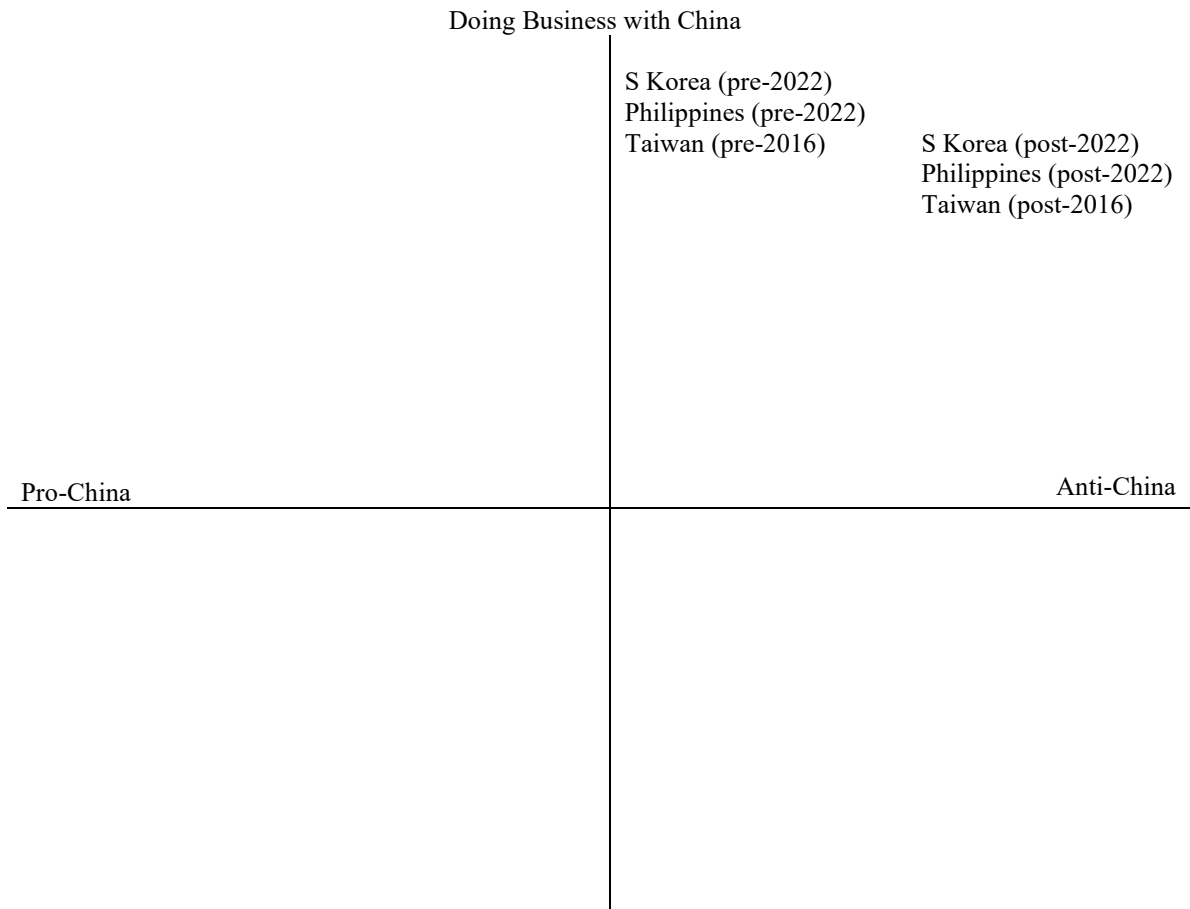 Doing Business with China
S Korea (pre-2022)
Philippines (pre-2022)
Taiwan (pre-2016)
S Korea (post-2022)
Philippines (post-2022)
Taiwan (post-2016)
Pro-China
Anti-China